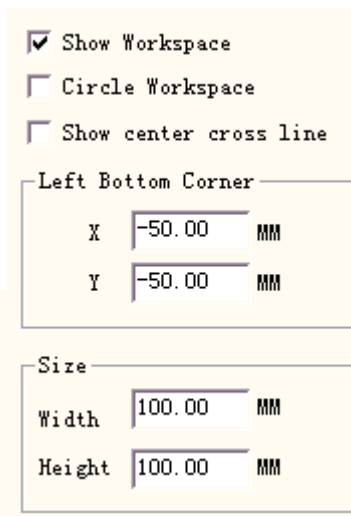 Show Workspace
Circle Workspace
Show center cross line
Left Bottom Corner
X -50.00 MM
Y -50.00 MM
Size
Width 100.00 MM
Height 100.00 MM